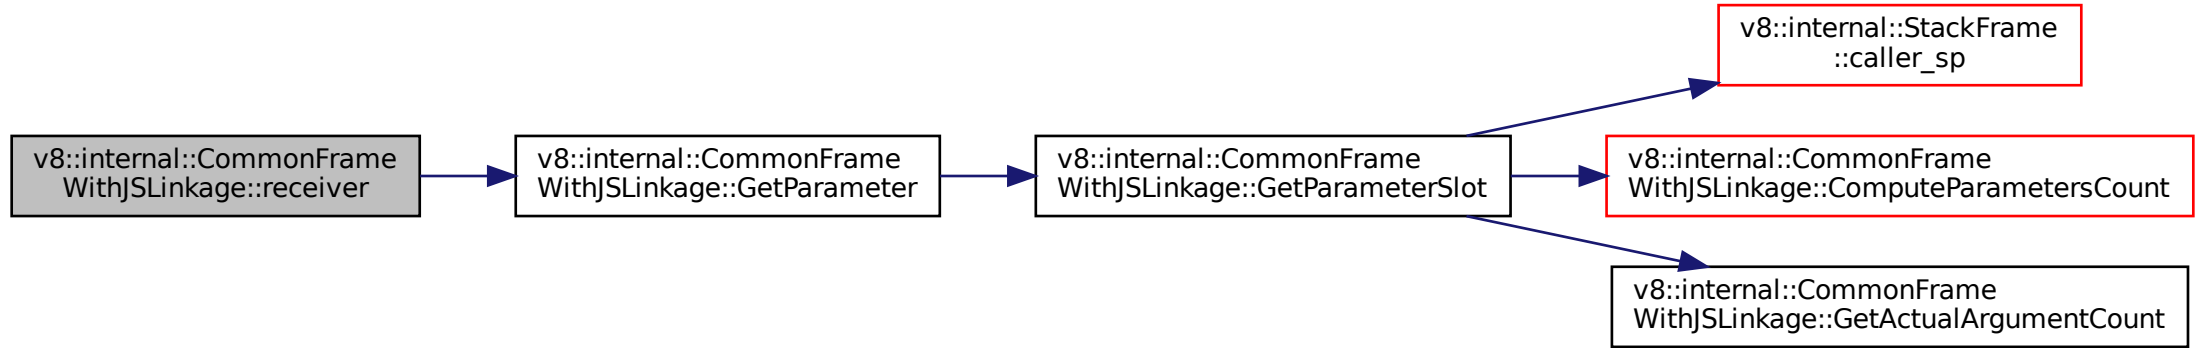 v8::internal::CommonFrame
WithJSLinkage::receiver
v8::internal::CommonFrame
WithJSLinkage::GetParameter
v8::internal::CommonFrame
WithJSLinkage::GetParameterSlot
v8::internal::StackFrame
::caller_sp
v8::internal::CommonFrame
WithJSLinkage::ComputeParametersCount
v8::internal::CommonFrame
WithJSLinkage::GetActualArgumentCount